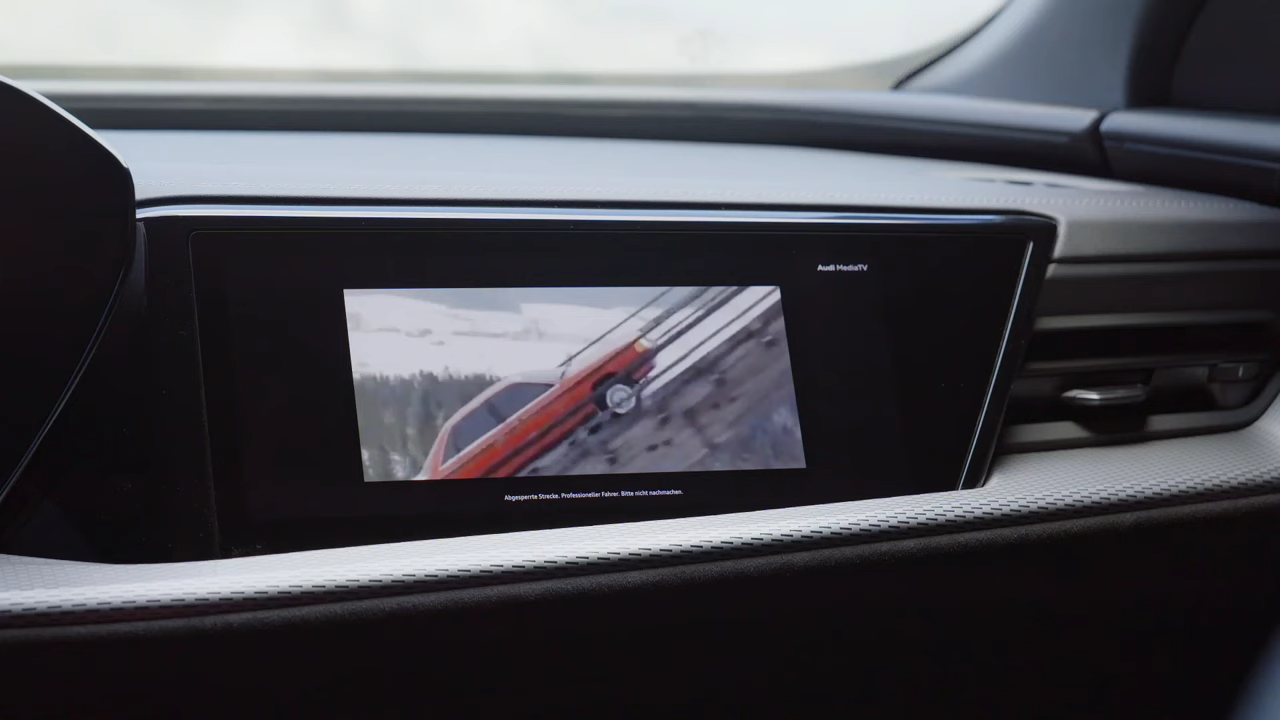 Audi MediaTV
Abgesperrte Strecke. Professioneller Fahrer. Bitte nicht nachmachen.